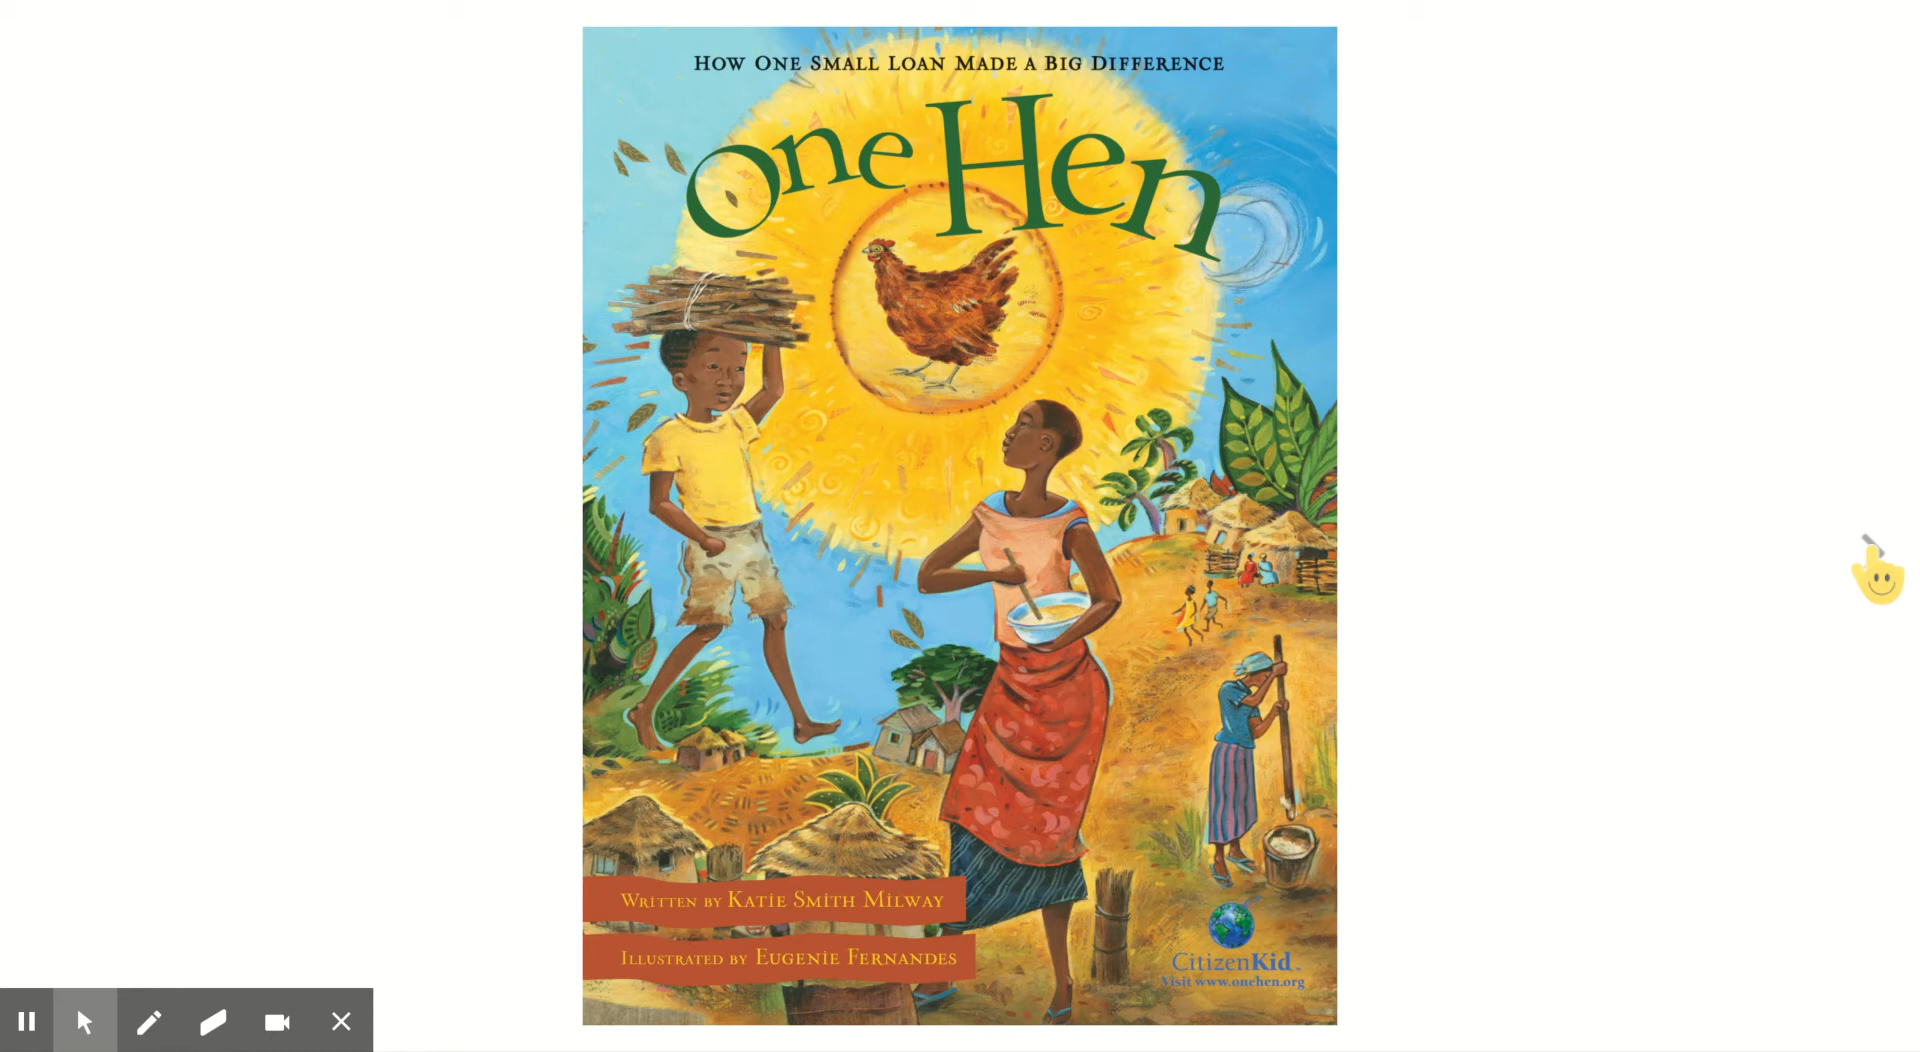 How One Small Loan Made a Big Difference
One Hen
Written by Katie Smith Milway
Illustrated by Eugenie Fernandes
CitizenKid™
Visit www.onehen.org